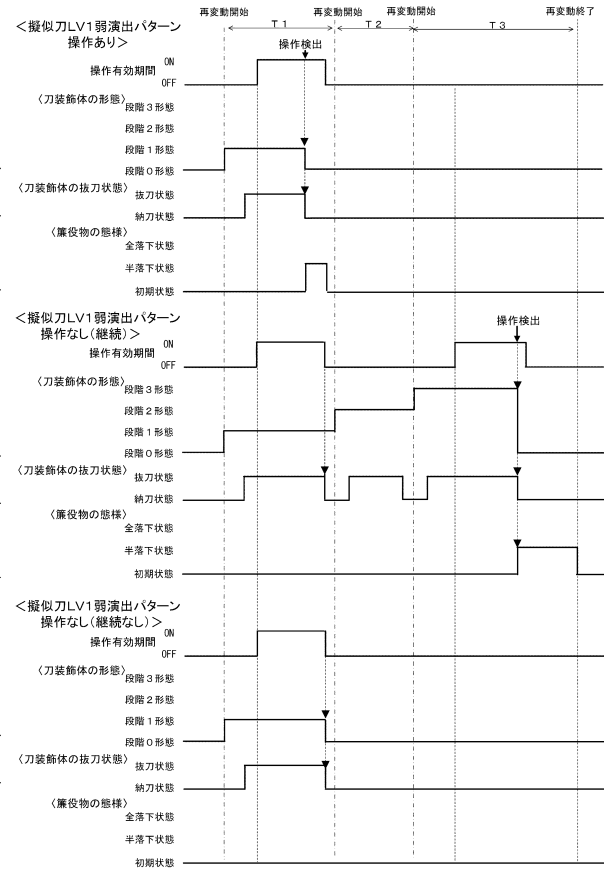 再変動開始 再変動開始 再変動開始 再変動終了
T1 T2 T3
＜擬似刀LV1弱演出パターン
操作あり＞
操作検出
操作有効期間 ON
OFF
〈刀装飾体の形態〉
段階3形態
段階2形態
段階1形態
段階0形態
〈刀装飾体の抜刀状態〉
抜刀状態
納刀状態
〈簾役物の態様〉
全落下状態
半落下状態
初期状態
＜擬似刀LV1弱演出パターン
操作なし(継続)＞
操作検出
操作有効期間 ON
OFF
〈刀装飾体の形態〉
段階3形態
段階2形態
段階1形態
段階0形態
〈刀装飾体の抜刀状態〉
抜刀状態
納刀状態
〈簾役物の態様〉
全落下状態
半落下状態
初期状態
＜擬似刀LV1弱演出パターン
操作なし(継続なし)＞
操作有効期間 ON
OFF
〈刀装飾体の形態〉
段階3形態
段階2形態
段階1形態
段階0形態
〈刀装飾体の抜刀状態〉
抜刀状態
納刀状態
〈簾役物の態様〉
全落下状態
半落下状態
初期状態